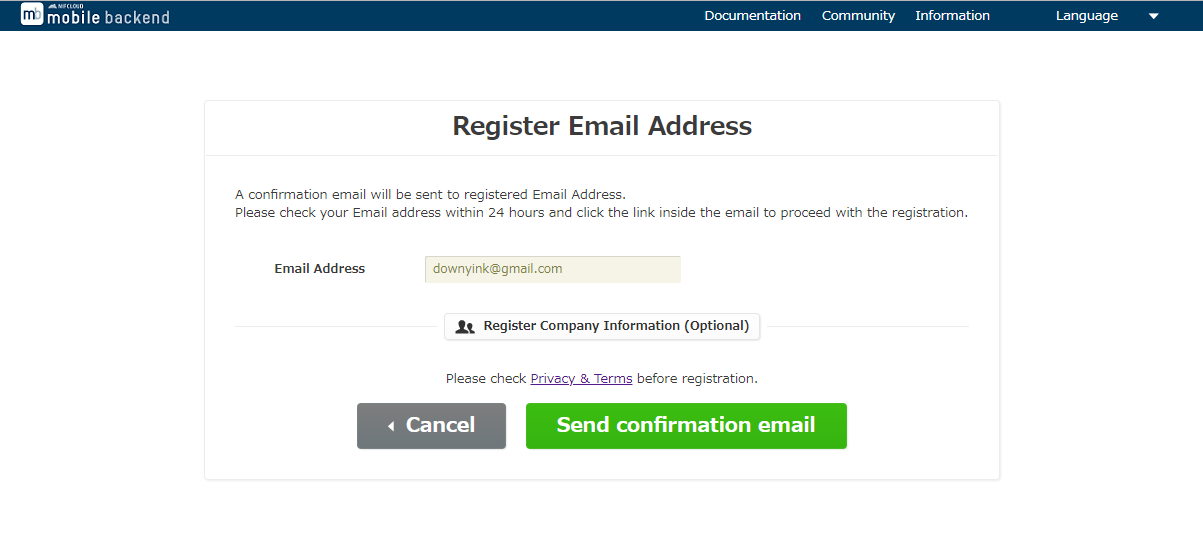 mb NIFCLOUD
mobile backend
Documentation Community Information Language
Register Email Address
A confirmation email will be sent to registered Email Address.
Please check your Email address within 24 hours and click the link inside the email to proceed with the registration.
Email Address downyink@gmail.com
Register Company Information (Optional)
Please check Privacy & Terms before registration.
Cancel Send confirmation email